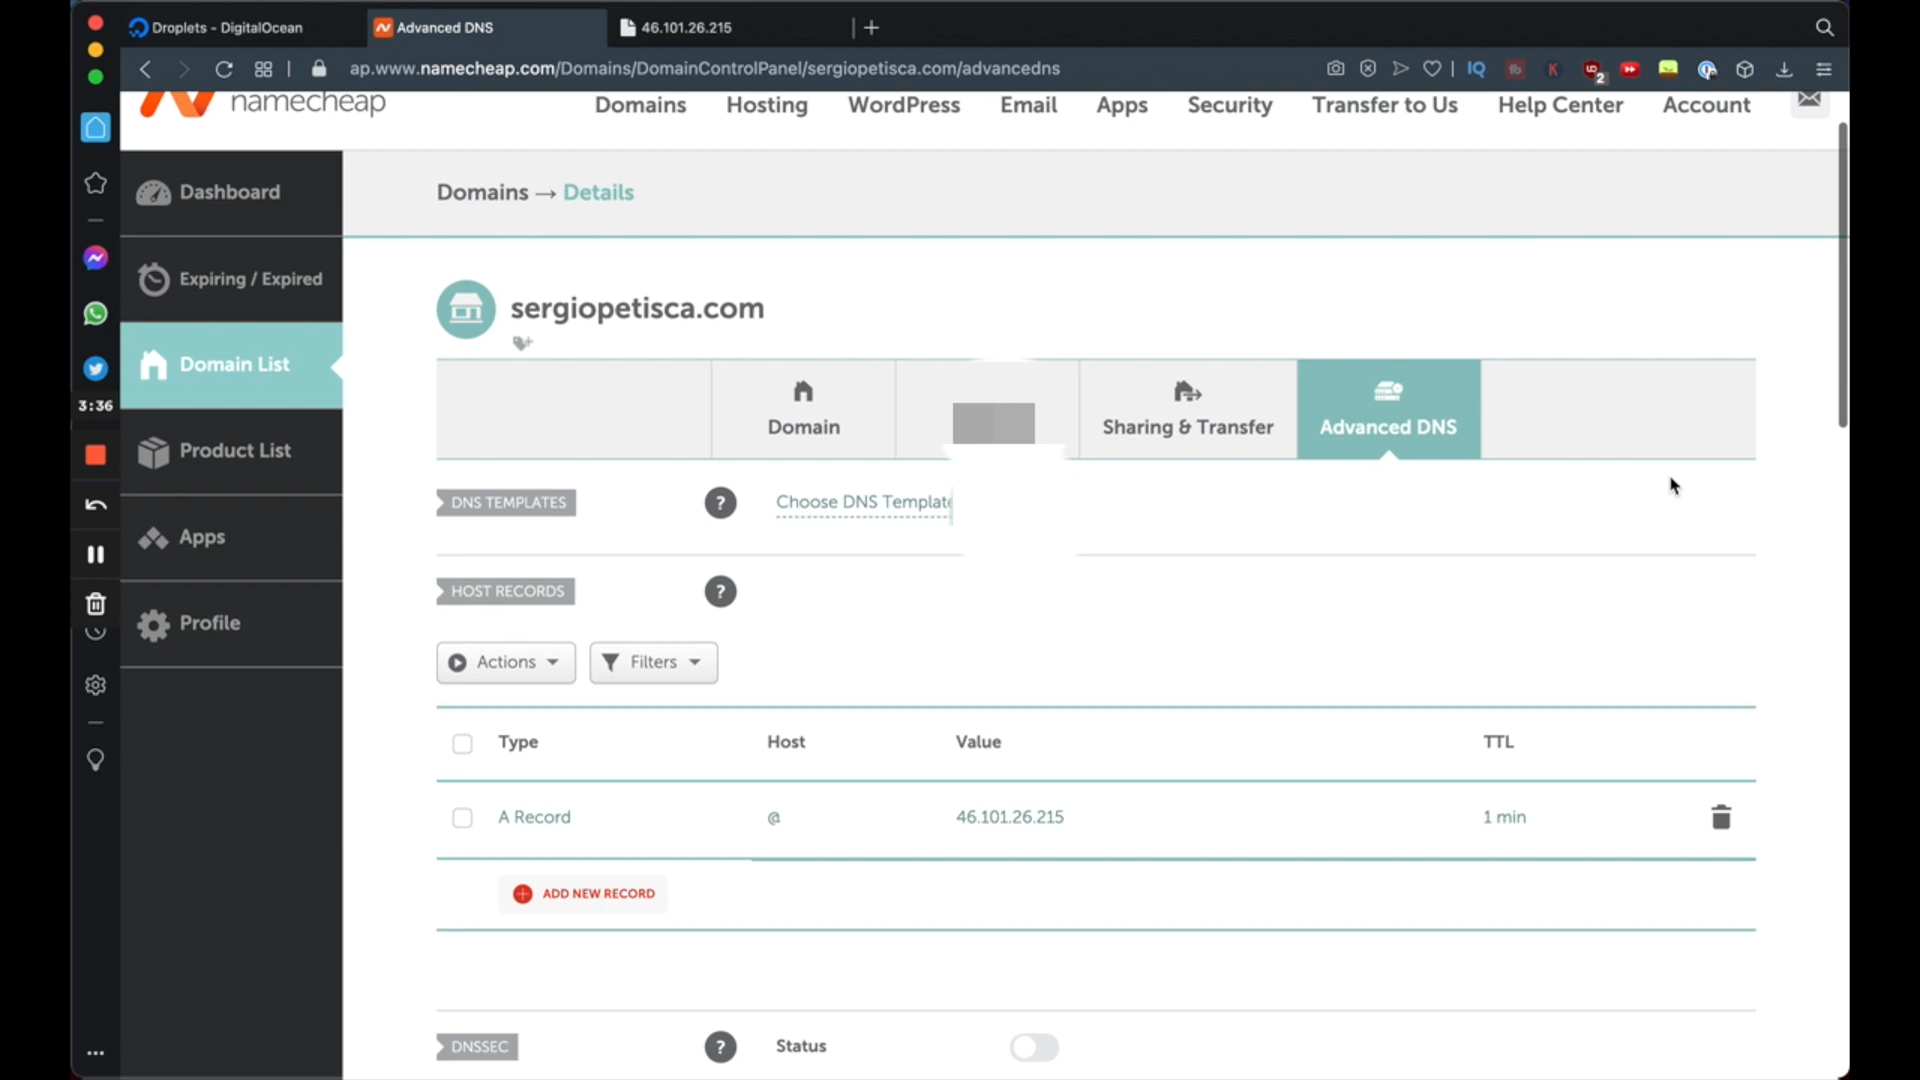 Droplets - DigitalOcean
Advanced DNS
46.101.26.215
ap.www.namecheap.com/Domains/DomainControlPanel/sergiopetisca.com/advancedns
IQ
2
namecheap
Domains
Hosting
WordPress
Email
Apps
Security
Transfer to Us
Help Center
Account
Dashboard
Expiring / Expired
Domain List
Product List
Apps
Profile
3:36
Domains → Details
sergiopetisca.com
Domain
Sharing & Transfer
Advanced DNS
DNS TEMPLATES
?
Choose DNS Template
HOST RECORDS
?
Actions
Filters
Type
Host
Value
TTL
A Record
@
46.101.26.215
1 min
ADD NEW RECORD
DNSSEC
?
Status